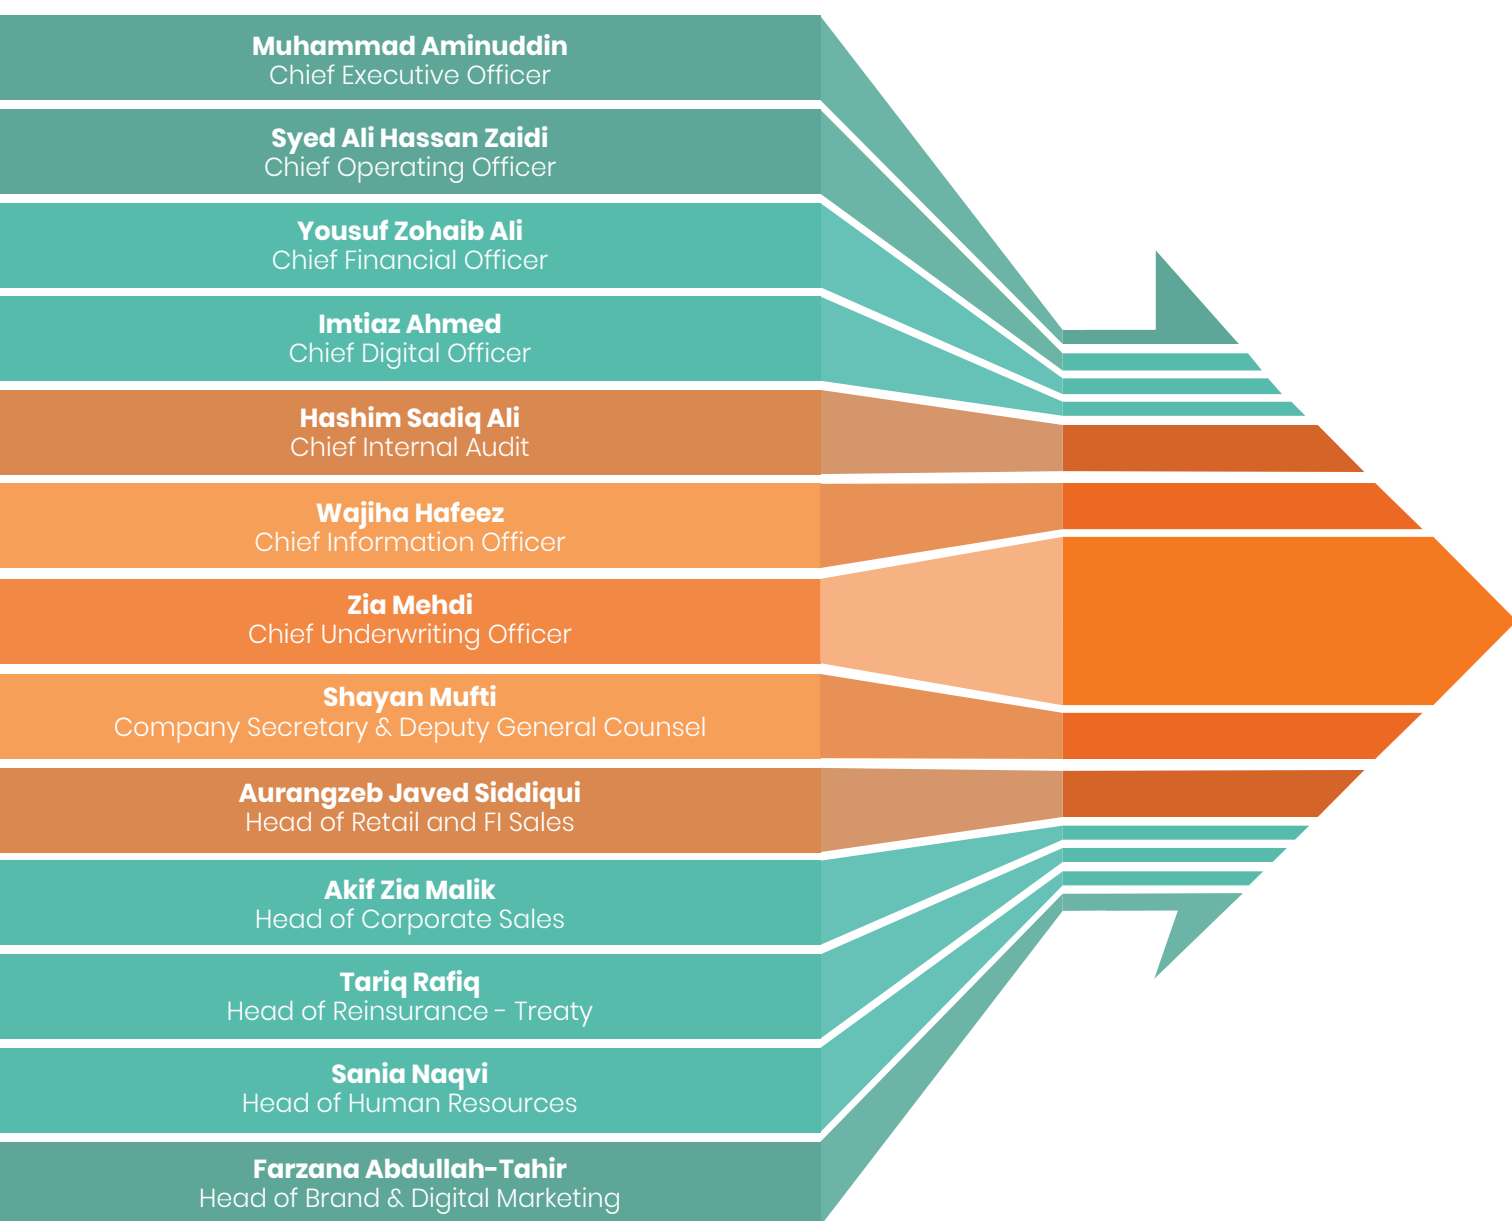 Muhammad Aminuddin
Chief Executive Officer
Syed Ali Hassan Zaidi
Chief Operating Officer
Yousuf Zohaib Ali
Chief Financial Officer
Imtiaz Ahmed
Chief Digital Officer
Hashim Sadiq Ali
Chief Internal Audit
Wajiha Hafeez
Chief Information Officer
Zia Mehdi
Chief Underwriting Officer
Shayan Mufti
Company Secretary & Deputy General Counsel
Aurangzeb Javed Siddiqui
Head of Retail and FI Sales
Akif Zia Malik
Head of Corporate Sales
Tariq Rafiq
Head of Reinsurance - Treaty
Sania Naqvi
Head of Human Resources
Farzana Abdullah-Tahir
Head of Brand & Digital Marketing